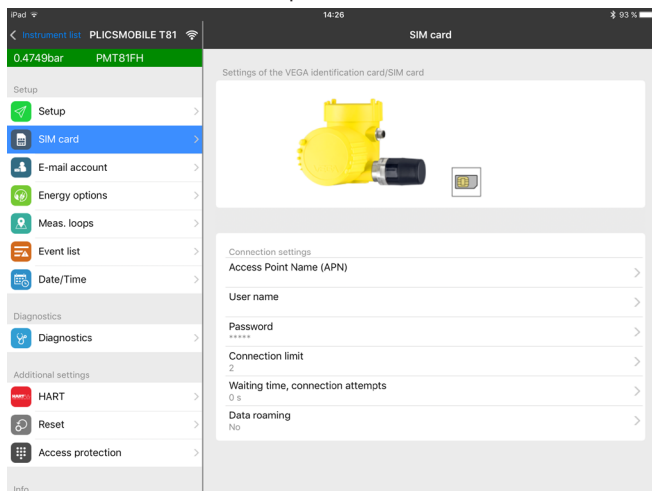 iPad
14:26
93 %
Instrument list
PLICSMOBILE T81
SIM card
0.4749bar PMT81FH
Setup
Setup
SIM card
E-mail account
Energy options
Meas. loops
Event list
Date/Time
Diagnostics
Diagnostics
Additional settings
HART
HART
Reset
Access protection
Info
Settings of the VEGA identification card/SIM card
Connection settings
Access Point Name (APN)
User name
Password
*****
Connection limit
2
Waiting time, connection attempts
0 s
Data roaming
No